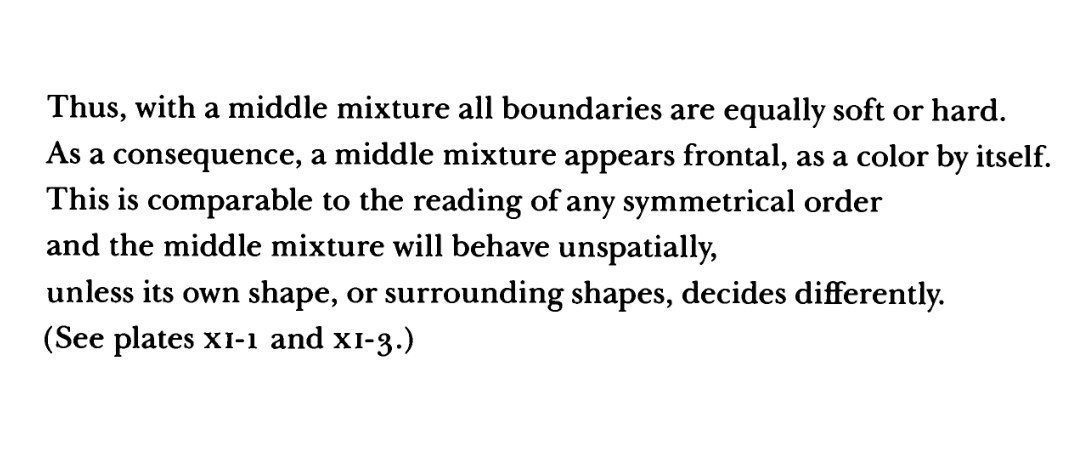 Thus, with a middle mixture all boundaries are equally soft or hard.
As a consequence, a middle mixture appears frontal, as a color by itself.
This is comparable to the reading of any symmetrical order
and the middle mixture will behave unspatially,
unless its own shape, or surrounding shapes, decides differently.
(See plates XI-1 and XI-3.)